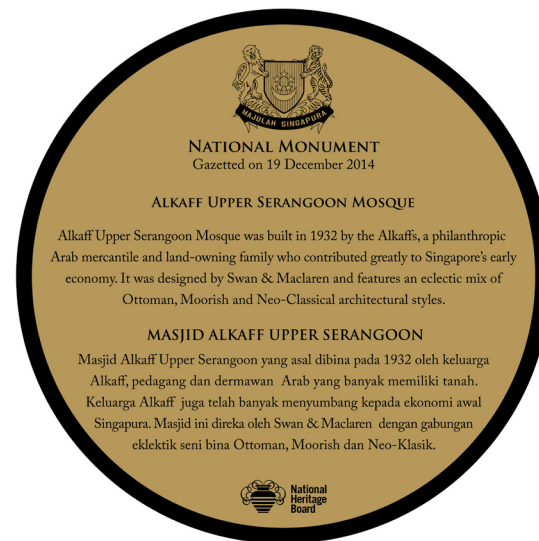 MAJULAH SINGAPURA
NATIONAL MONUMENT
Gazetted on 19 December 2014
ALKAFF UPPER SERANGOON MOSQUE
Alkaff Upper Serangoon Mosque was built in 1932 by the Alkaffs, a philanthropic
Arab mercantile and land-owning family who contributed greatly to Singapore's early
economy. It was designed by Swan & Maclaren and features an eclectic mix of
Ottoman, Moorish and Neo-Classical architectural styles.
MASJID ALKAFF UPPER SERANGOON
Masjid Alkaff Upper Serangoon yang asal dibina pada 1932 oleh keluarga
Alkaff, pedagang dan dermawan Arab yang banyak memiliki tanah.
Keluarga Alkaff juga telah banyak menyumbang kepada ekonomi awal
Singapura. Masjid ini direka oleh Swan & Maclaren dengan gabungan
eklektik seni bina Ottoman, Moorish dan Neo-Klasik.
National
Heritage
Board